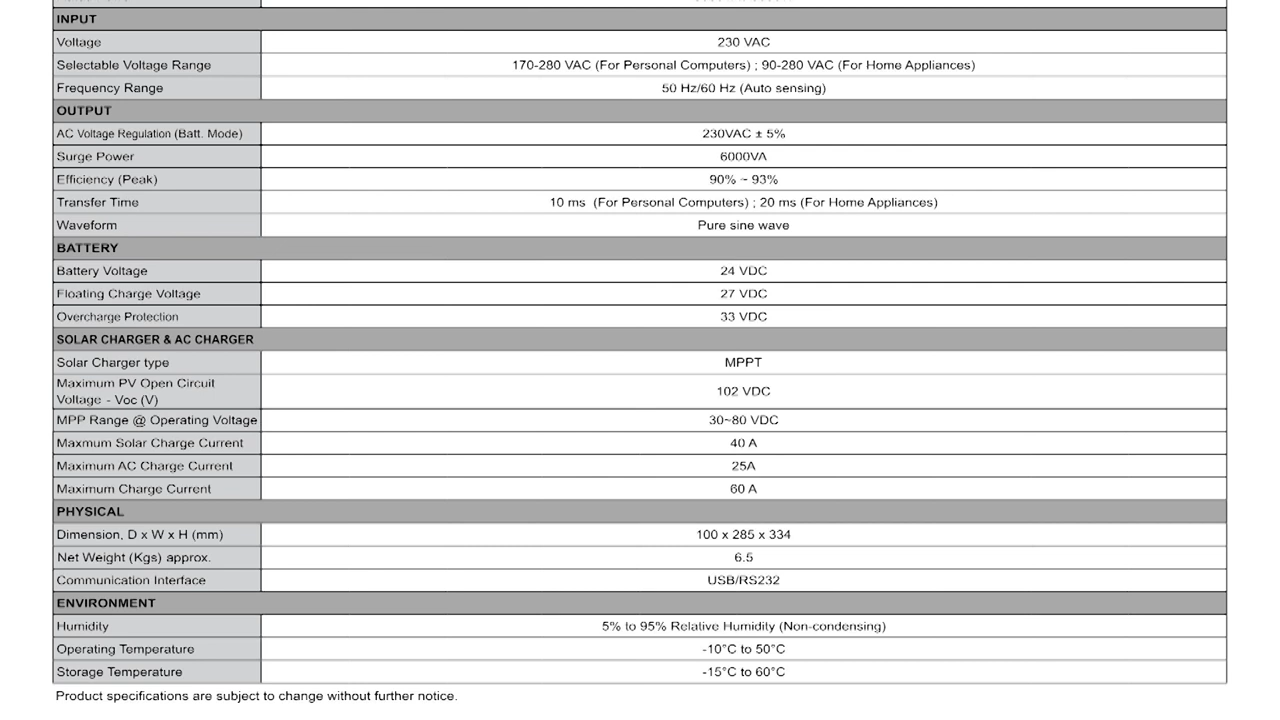 INPUT
Voltage 230 VAC
Selectable Voltage Range 170-280 VAC (For Personal Computers) ; 90-280 VAC (For Home Appliances)
Frequency Range 50 Hz/60 Hz (Auto sensing)
OUTPUT
AC Voltage Regulation (Batt. Mode) 230VAC ± 5%
Surge Power 6000VA
Efficiency (Peak) 90% ~ 93%
Transfer Time 10 ms (For Personal Computers) ; 20 ms (For Home Appliances)
Waveform Pure sine wave
BATTERY
Battery Voltage 24 VDC
Floating Charge Voltage 27 VDC
Overcharge Protection 33 VDC
SOLAR CHARGER & AC CHARGER
Solar Charger type MPPT
Maximum PV Open Circuit
Voltage - Voc (V) 102 VDC
MPP Range @ Operating Voltage 30~80 VDC
Maxmum Solar Charge Current 40 A
Maximum AC Charge Current 25A
Maximum Charge Current 60 A
PHYSICAL
Dimension, D x W x H (mm) 100 x 285 x 334
Net Weight (Kgs) approx. 6.5
Communication Interface USB/RS232
ENVIRONMENT
Humidity 5% to 95% Relative Humidity (Non-condensing)
Operating Temperature -10°C to 50°C
Storage Temperature -15°C to 60°C
Product specifications are subject to change without further notice.